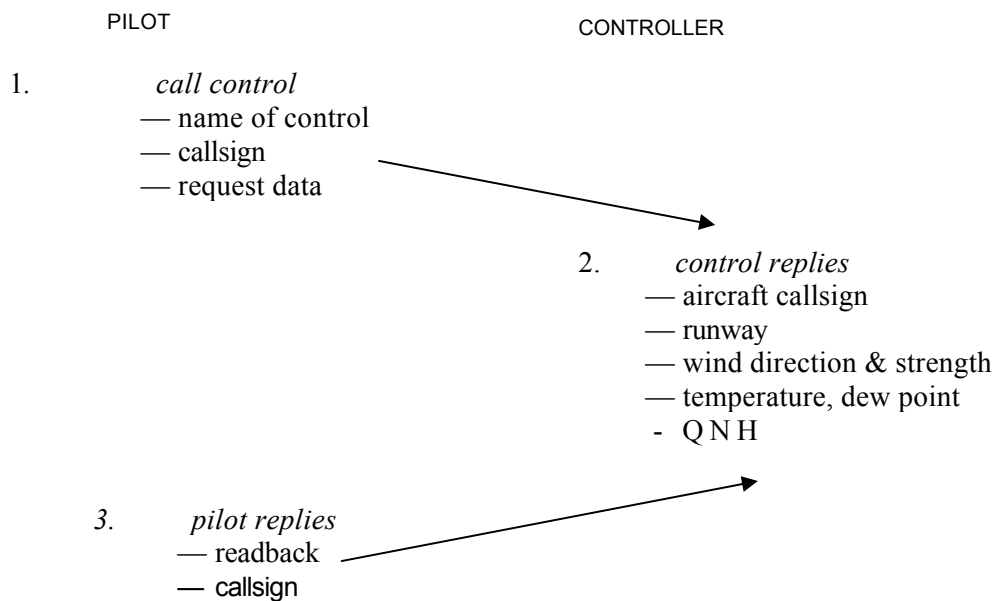 PILOT
CONTROLLER
1. call control
— name of control
— callsign
— request data
2. control replies
— aircraft callsign
— runway
— wind direction & strength
— temperature, dew point
- Q N H
3. pilot replies
— readback
— callsign